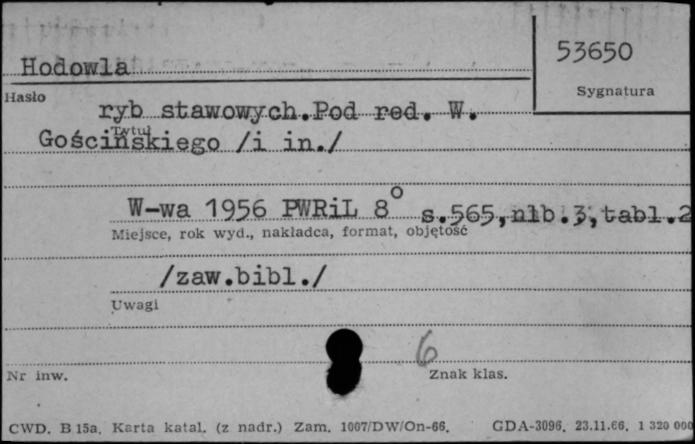 53650
Hodowla
Sygnatura
Hasło
ryb stawowych.Pod red. W.
Tytuł
Gościńskiego /i in./
W-wa 1956 PWRiL 8° s.565,nlb.3,tabl.2
Miejsce, rok wyd., nakładca, format, objętość
/zaw.bibl./
Uwagi
6
Nr inw.
Znak klas.
CWD. B 15a. Karta katal. (z nadr.) Zam. 1007/DW/On-66. GDA-3096. 23.11.66. 1 320 000